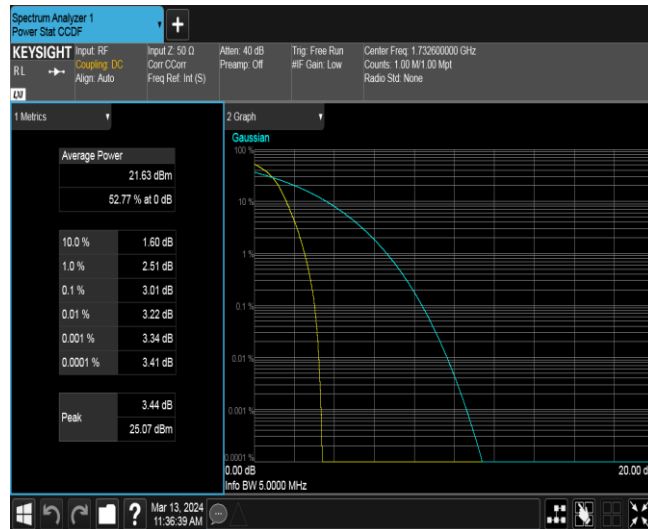 Spectrum Analyzer 1
Power Stat CCDF
KEYSIGHT
RL
LXI
Input: RF
Coupling: DC
Align: Auto
Input Z: 50 Ω
Corr CCorr
Freq Ref: Int (S)
Atten: 40 dB
Preamp: Off
Trig: Free Run
#IF Gain: Low
Center Freq: 1.732600000 GHz
Counts: 1.00 M/1.00 Mpt
Radio Std: None
1 Metrics
Average Power
21.63 dBm
52.77 % at 0 dB
10.0 % 1.60 dB
1.0 % 2.51 dB
0.1 % 3.01 dB
0.01 % 3.22 dB
0.001 % 3.34 dB
0.0001 % 3.41 dB
Peak
3.44 dB
25.07 dBm
2 Graph
Gaussian
100 %
10 %
1 %
0.1 %
0.01 %
0.001 %
0.0001 %
0.00 dB
20.00 d
Info BW 5.0000 MHz
?
Mar 13, 2024
11:36:39 AM